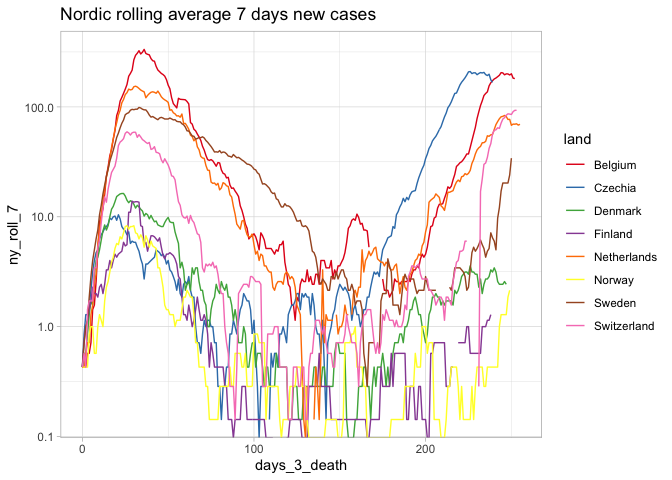 Nordic rolling average 7 days new cases
ny_roll_7
100.0
10.0
1.0
0.1
0
100
200
days_3_death
land
Belgium
Czechia
Denmark
Finland
Netherlands
Norway
Sweden
Switzerland